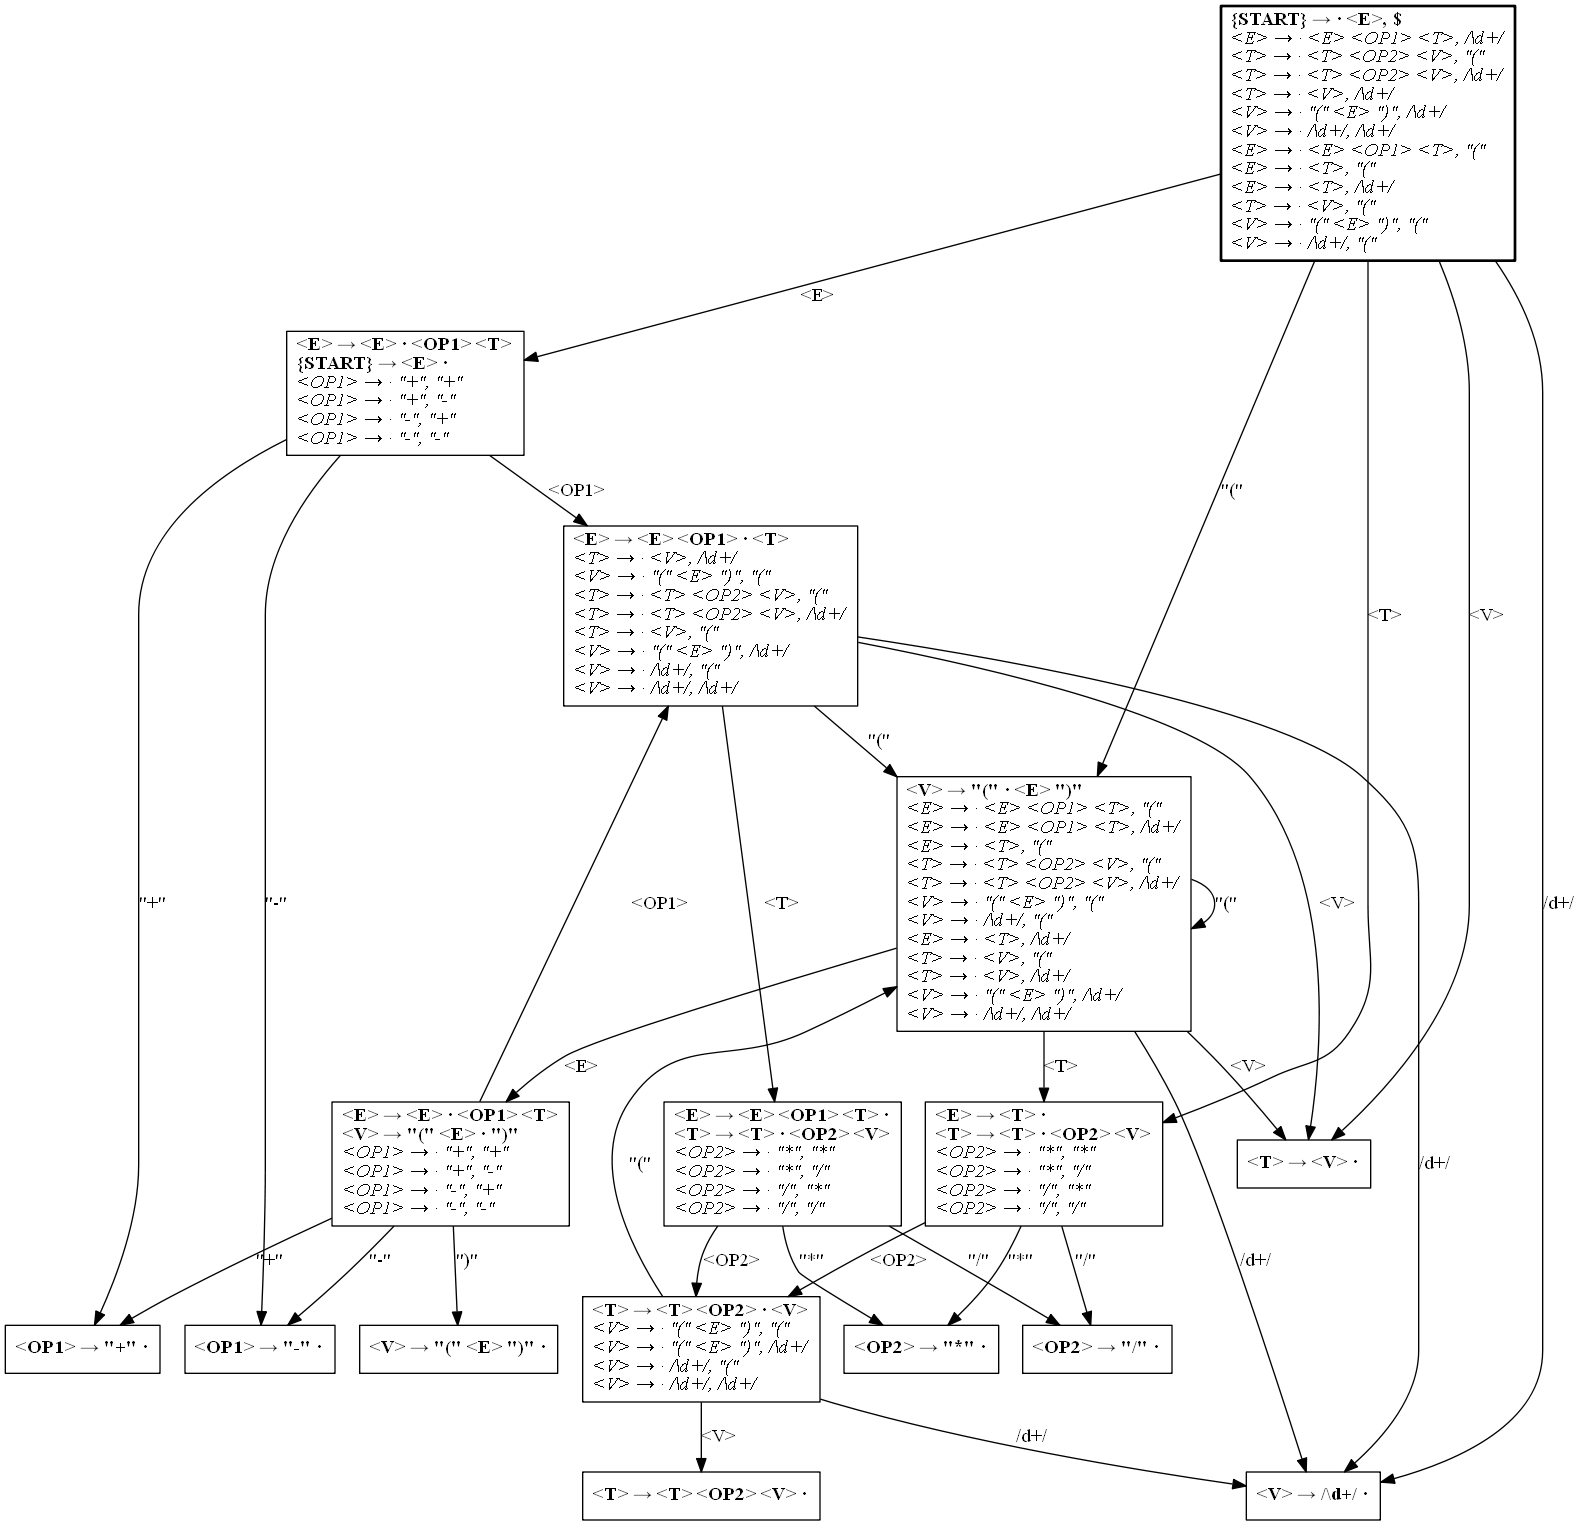 {START} → · <E>, $
<E> → · <E> <OP1> <T>, /\d+/
<T> → · <T> <OP2> <V>, "("
<T> → · <T> <OP2> <V>, /\d+/
<T> → · <V>, /\d+/
<V> → · "(" <E> ")", /\d+/
<V> → · /\d+/, /\d+/
<E> → · <E> <OP1> <T>, "("
<E> → · <T>, "("
<E> → · <T>, /\d+/
<T> → · <V>, "("
<V> → · "(" <E> ")", "("
<V> → · /\d+/, "("
<E>
<E> → <E> · <OP1> <T>
{START} → <E> ·
<OP1> → · "+", "+"
<OP1> → · "+", "-"
<OP1> → · "-", "+"
<OP1> → · "-", "-"
<OP1>
"("
<E> → <E> <OP1> · <T>
<T> → · <V>, /\d+/
<V> → · "(" <E> ")", "("
<T> → · <T> <OP2> <V>, "("
<T> → · <T> <OP2> <V>, /\d+/
<T> → · <V>, "("
<V> → · "(" <E> ")", /\d+/
<V> → · /\d+/, "("
<V> → · /\d+/, /\d+/
<T>
<V>
"("
<V> → "(" · <E> ")"
<E> → · <E> <OP1> <T>, "("
<E> → · <E> <OP1> <T>, /\d+/
<E> → · <T>, "("
<T> → · <T> <OP2> <V>, "("
<T> → · <T> <OP2> <V>, /\d+/
<V> → · "(" <E> ")", "("
<V> → · /\d+/, "("
<E> → · <T>, /\d+/
<T> → · <V>, "("
<T> → · <V>, /\d+/
<V> → · "(" <E> ")", /\d+/
<V> → · /\d+/, /\d+/
"+"
"-"
<OP1>
<T>
"("
<V>
/d+/
<E>
<T>
<V>
<E> → <E> · <OP1> <T>
<V> → "(" <E> · ")"
<OP1> → · "+", "+"
<OP1> → · "+", "-"
<OP1> → · "-", "+"
<OP1> → · "-", "-"
"("
<E> → <E> <OP1> <T> ·
<T> → <T> · <OP2> <V>
<OP2> → · "*", "*"
<OP2> → · "*", "/"
<OP2> → · "/", "*"
<OP2> → · "/", "/"
<E> → <T> ·
<T> → <T> · <OP2> <V>
<OP2> → · "*", "*"
<OP2> → · "*", "/"
<OP2> → · "/", "*"
<OP2> → · "/", "/"
<T> → <V> ·
/d+/
"+"
"-"
")"
<OP2>
"*"
<OP2>
"/"
"*"
"/"
/d+/
<OP1> → "+" ·
<OP1> → "-" ·
<V> → "(" <E> ")" ·
<T> → <T> <OP2> · <V>
<V> → · "(" <E> ")", "("
<V> → · "(" <E> ")", /\d+/
<V> → · /\d+/, "("
<V> → · /\d+/, /\d+/
<OP2> → "*" ·
<OP2> → "/" ·
<V>
/d+/
<T> → <T> <OP2> <V> ·
<V> → /\d+/ ·